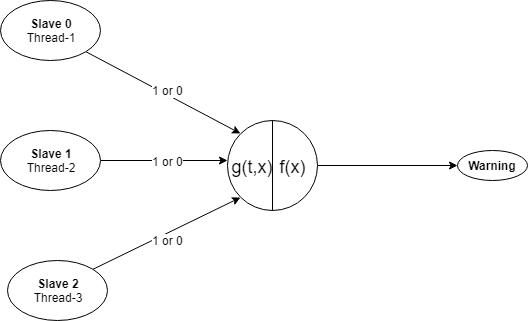 Slave 0
Thread-1
1 or 0
Slave 1
Thread-2
1 or 0
g(t,x) f(x)
Warning
1 or 0
Slave 2
Thread-3